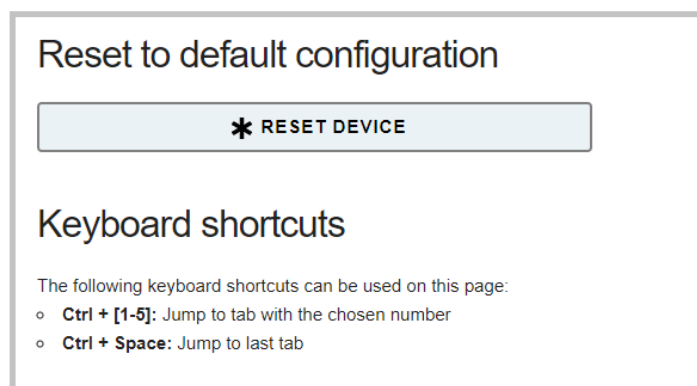 Reset to default configuration
RESET DEVICE
Keyboard shortcuts
The following keyboard shortcuts can be used on this page:
Ctrl + [1-5]: Jump to tab with the chosen number
Ctrl + Space: Jump to last tab